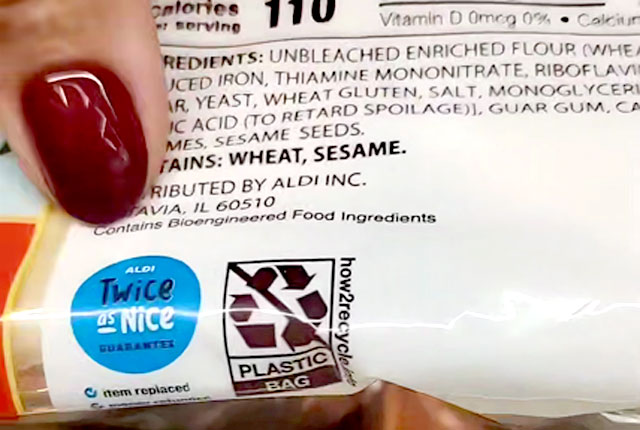 Calories
per serving
110
Vitamin D 0mcg 0% • Calcium
REDIENTS: UNBLEACHED ENRICHED FLOUR (WHEA
UCED IRON, THIAMINE MONONITRATE, RIBOFLAVI
AR, YEAST, WHEAT GLUTEN, SALT, MONOGLYCERI
IC ACID (TO RETARD SPOILAGE)], GUAR GUM, CA
MES, SESAME SEEDS.
TAINS: WHEAT, SESAME.
RIBUTED BY ALDI INC.
TAVIA, IL 60510
Contains Bioengineered Food Ingredients
ALDI
Twice
as Nice
GUARANTEE
item replaced
how2recycle
PLASTIC
BAG